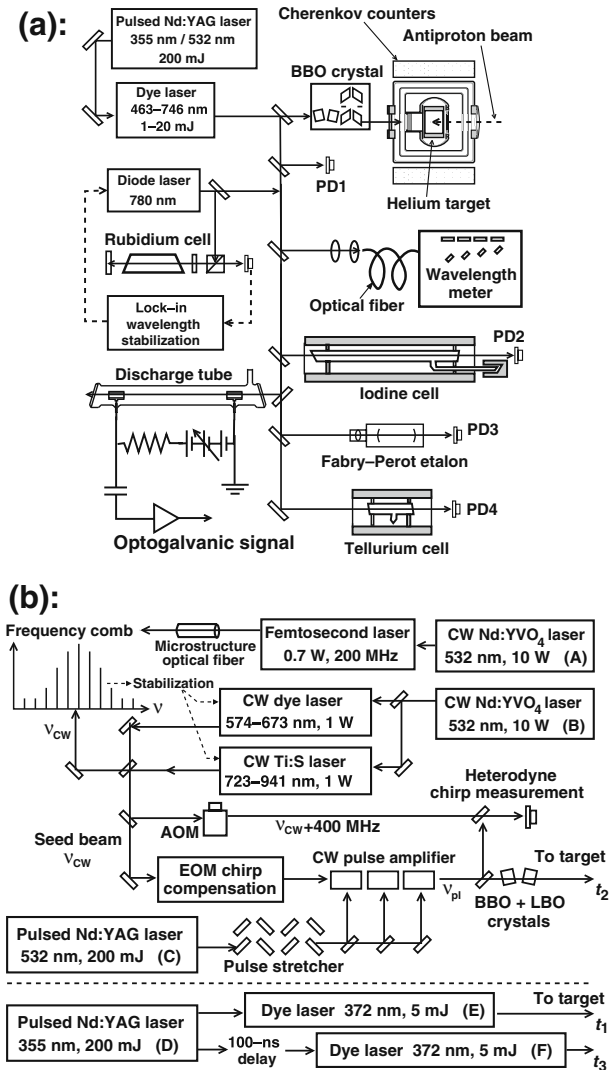 (a):
Pulsed Nd:YAG laser
355 nm / 532 nm
200 mJ
Cherenkov counters
Antiproton beam
BBO crystal
Dye laser
463–746 nm
1–20 mJ
PD1
Helium target
Diode laser
780 nm
Rubidium cell
Optical fiber
Wavelength
meter
Lock–in
wavelength
stabilization
PD2
Iodine cell
Discharge tube
PD3
Fabry–Perot etalon
PD4
Tellurium cell
Optogalvanic signal
(b):
Frequency comb
Microstructure
optical fiber
Femtosecond laser
0.7 W, 200 MHz
CW Nd:YVO4 laser
532 nm, 10 W (A)
Stabilization
ν
νCW
CW dye laser
574–673 nm, 1 W
CW Nd:YVO4 laser
532 nm, 10 W (B)
CW Ti:S laser
723–941 nm, 1 W
Heterodyne
chirp measurement
AOM
νCW+400 MHz
Seed beam
νCW
EOM chirp
compensation
CW pulse amplifier
νpl
To target
t2
BBO + LBO
crystals
Pulsed Nd:YAG laser
532 nm, 200 mJ (C)
Pulse stretcher
Pulsed Nd:YAG laser
355 nm, 200 mJ (D)
Dye laser 372 nm, 5 mJ (E)
To target
t1
100–ns
delay
Dye laser 372 nm, 5 mJ (F)
t3